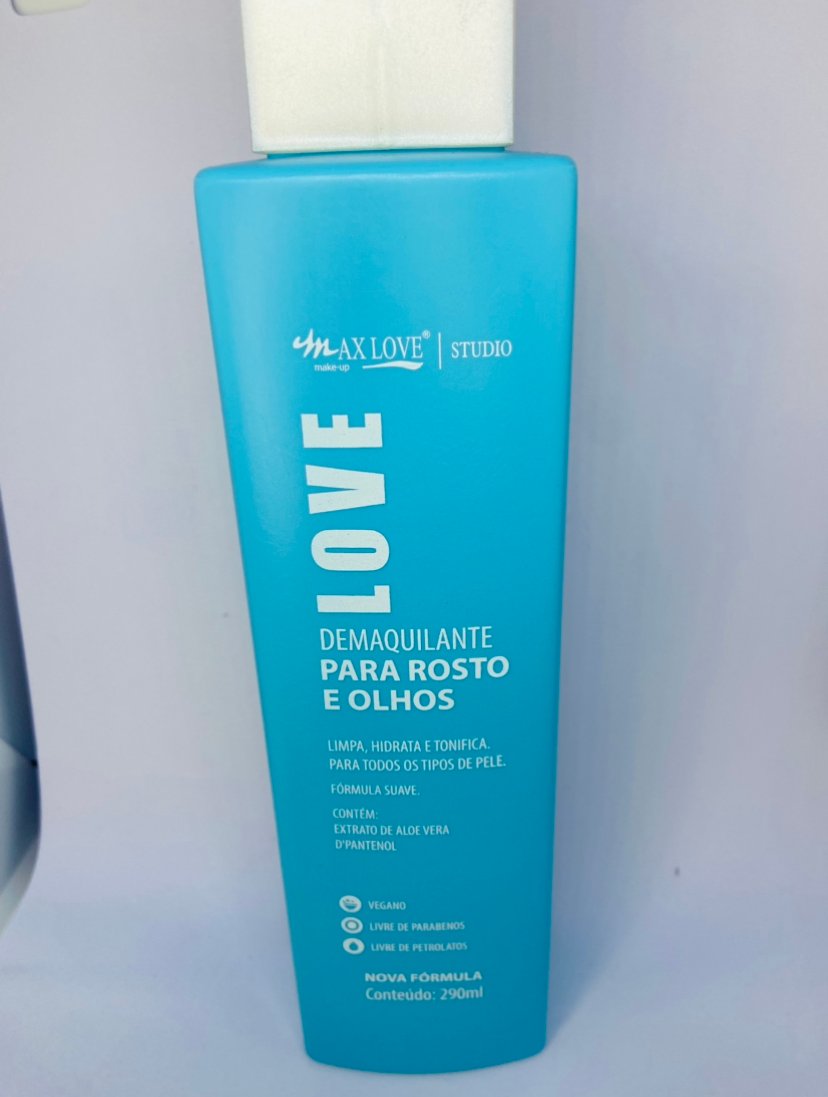 MAX LOVE® | STUDIO
make-up
LOVE
DEMAQUILANTE
PARA ROSTO
E OLHOS
LIMPA, HIDRATA E TONIFICA.
PARA TODOS OS TIPOS DE PELE.
FÓRMULA SUAVE.
CONTÉM:
EXTRATO DE ALOE VERA
D'PANTENOL
VEGANO
LIVRE DE PARABENOS
LIVRE DE PETROLATOS
NOVA FÓRMULA
Conteúdo: 290ml